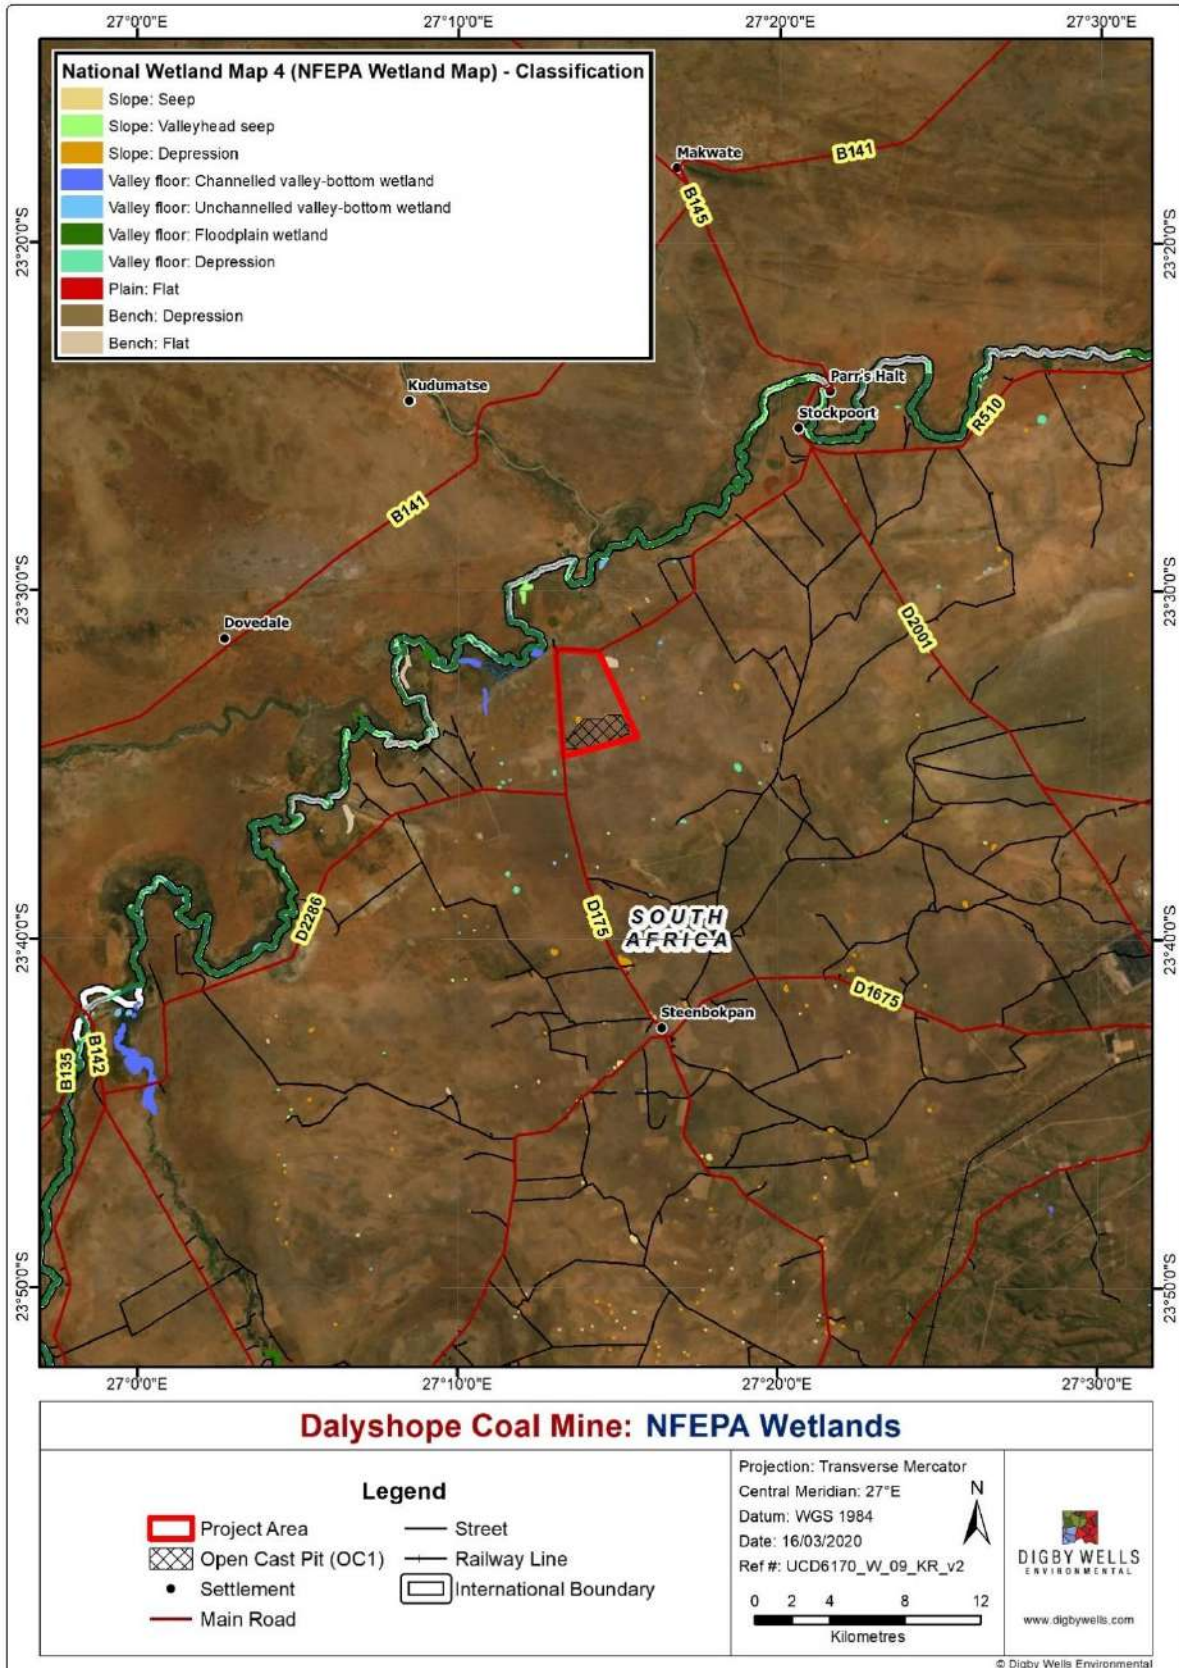 27°0'0"E
27°10'0"E
27°20'0"E
27°30'0"E
National Wetland Map 4 (NFEPA Wetland Map) - Classification
Slope: Seep
Slope: Valleyhead seep
Slope: Depression
Valley floor: Channelled valley-bottom wetland
Valley floor: Unchannelled valley-bottom wetland
Valley floor: Floodplain wetland
Valley floor: Depression
Plain: Flat
Bench: Depression
Bench: Flat
Makwate
B141
B145
23°20'0"S
23°20'0"S
Parr's Halt
Kudumatse
Stockpoort
R510
B141
23°30'0"S
23°30'0"S
Dovedale
D2001
D286
D175
SOUTH
AFRICA
23°40'0"S
23°40'0"S
D1675
Steenbokpan
B135
B142
23°50'0"S
23°50'0"S
27°0'0"E
27°10'0"E
27°20'0"E
27°30'0"E
Dalyshope Coal Mine: NFEPA Wetlands
Legend
Project Area
Open Cast Pit (OC1)
Settlement
Main Road
Street
Railway Line
International Boundary
Projection: Transverse Mercator
Central Meridian: 27°E
Datum: WGS 1984
Date: 16/03/2020
Ref #: UCD6170_W_09_KR_v2
N
0 2 4 8 12
Kilometres
DIGBY WELLS
ENVIRONMENTAL
www.digbywells.com
© Digby Wells Environmental